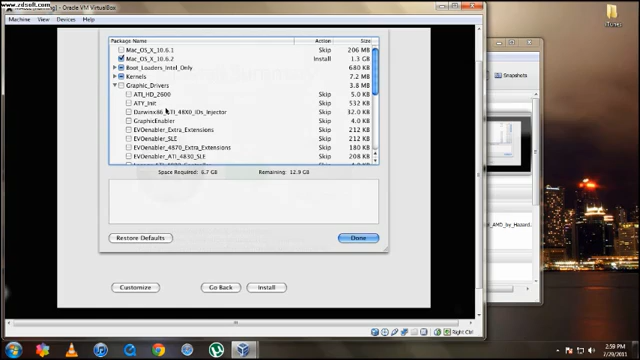 www.zdsoft.com
- Oracle VM VirtualBox
Machine View Devices Help
Package Name Action Size
Mac_OS_X_10.6.1 Skip 206 MB
Mac_OS_X_10.6.2 Install 1.3 GB
Boot_Loaders_Intel_Only 680 KB
Kernels 7.2 MB
Graphic_Drivers 3.8 MB
ATI_HD_2600 Skip 5.0 KB
ATY_Init Skip 532 KB
ATI_48X0_IDs_Injector Skip 32.0 KB
GraphicEnabler Skip 4.0 KB
EVOenabler_Extra_Extensions Skip 212 KB
EVOenabler_SLE Skip 212 KB
EVOenabler_4870_Extra_Extensions Skip 180 KB
EVOenabler_ATI_4830_SLE Skip 208 KB
Space Required: 6.7 GB Remaining: 12.9 GB
Restore Defaults Done
Customize Go Back Install
Right Ctrl
Snapshots
_AMD_by_Hazard.
2:59 PM
7/29/2011